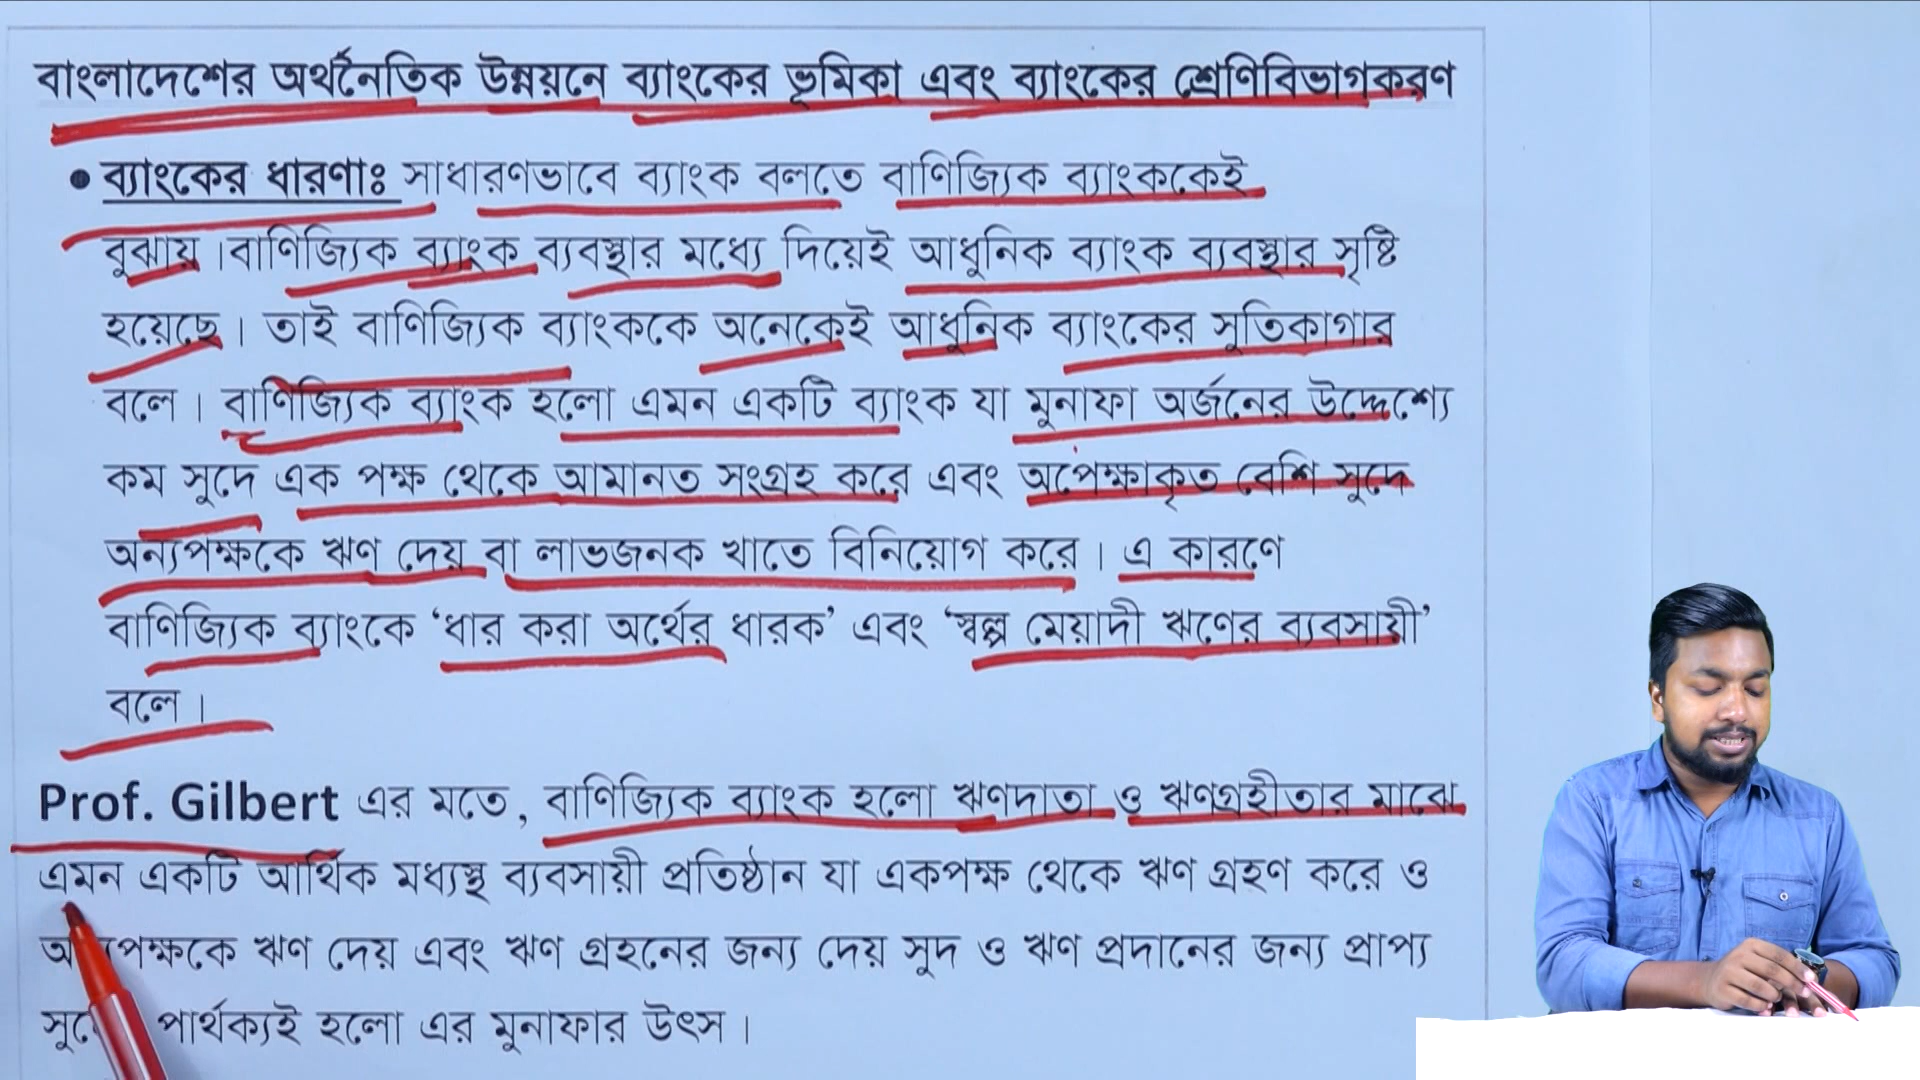 বাংলাদেশের অর্থনৈতিক উন্নয়নে ব্যাংকের ভূমিকা এবং ব্যাংকের শ্রেণিবিভাগকরণ
• ব্যাংকের ধারণাঃ সাধারণভাবে ব্যাংক বলতে বাণিজ্যিক ব্যাংককেই
বুঝায় ।বাণিজ্যিক ব্যাংক ব্যবস্থার মধ্যে দিয়েই আধুনিক ব্যাংক ব্যবস্থার সৃষ্টি
হয়েছে । তাই বাণিজ্যিক ব্যাংককে অনেকেই আধুনিক ব্যাংকের সুতিকাগার
বলে । বাণিজ্যিক ব্যাংক হলো এমন একটি ব্যাংক যা মুনাফা অর্জনের উদ্দেশ্যে
কম সুদে এক পক্ষ থেকে আমানত সংগ্রহ করে এবং অপেক্ষাকৃত বেশি সুদে
অন্যপক্ষকে ঋণ দেয় বা লাভজনক খাতে বিনিয়োগ করে । এ কারণে
বাণিজ্যিক ব্যাংকে ‘ধার করা অর্থের ধারক’ এবং ‘স্বল্প মেয়াদী ঋণের ব্যবসায়ী’
বলে ।
Prof. Gilbert এর মতে, বাণিজ্যিক ব্যাংক হলো ঋণদাতা ও ঋণগ্রহীতার মাঝে
এমন একটি আর্থিক মধ্যস্থ ব্যবসায়ী প্রতিষ্ঠান যা একপক্ষ থেকে ঋণ গ্রহণ করে ও
ঋণ দেয় এবং ঋণ গ্রহনের জন্য দেয় সুদ ও ঋণ প্রদানের জন্য প্রাপ্য
পার্থক্যই হলো এর মুনাফার উৎস ।